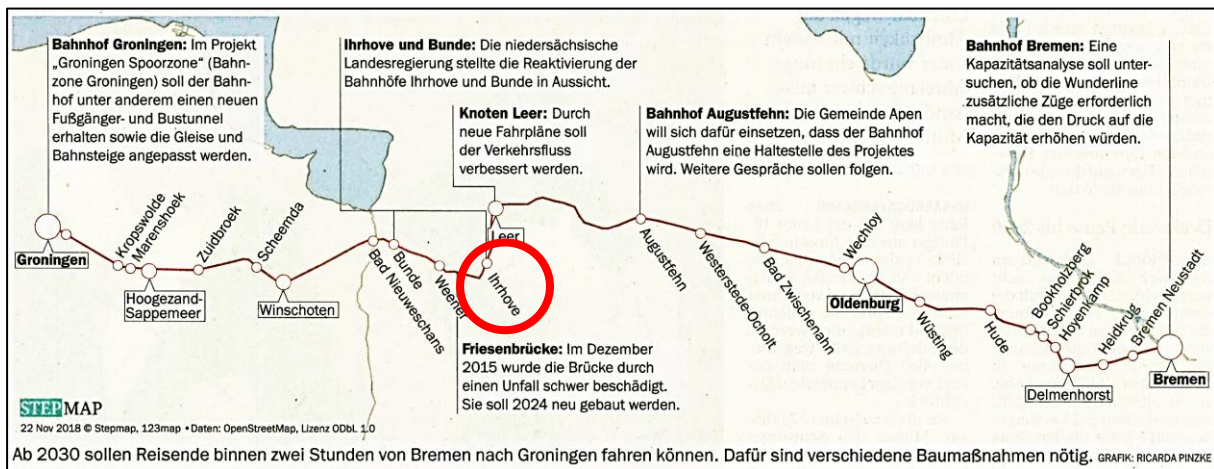 Bahnhof Groningen: Im Projekt
„Groningen Spoorzone“ (Bahn-
zone Groningen) soll der Bahn-
hof unter anderem einen neuen
Fußgänger- und Bustunnel
erhalten sowie die Gleise und
Bahnsteige angepasst werden.
Ihrhove und Bunde: Die niedersächsische
Landesregierung stellte die Reaktivierung der
Bahnhöfe Ihrhove und Bunde in Aussicht.
Knoten Leer: Durch
neue Fahrpläne soll
der Verkehrsfluss
verbessert werden.
Bahnhof Augustfehn: Die Gemeinde Apen
will sich dafür einsetzen, dass der Bahnhof
Augustfehn eine Haltestelle des Projektes
wird. Weitere Gespräche sollen folgen.
Bahnhof Bremen: Eine
Kapazitätsanalyse soll unter-
suchen, ob die Wunderline
zusätzliche Züge erforderlich
macht, die den Druck auf die
Kapazität erhöhen würden.
Groningen
Kropswolde
Marenshoek
Hoogezand-
Sappemeer
Zuidbroek
Scheemda
Winschoten
Bad Nieuweschans
Bunde
Weener
Ihrhove
Leer
Augustfehn
Westerstede-Ocholt
Bad Zwischenahn
Wechloy
Oldenburg
Wüsting
Hude
Bookholzberg
Schierbrok
Hoyenkamp
Delmenhorst
Heidkrug
Bremen Neustadt
Bremen
Friesenbrücke: Im Dezember
2015 wurde die Brücke durch
einen Unfall schwer beschädigt.
Sie soll 2024 neu gebaut werden.
STEPMAP
22 Nov 2018 © Stepmap, 123map • Daten: OpenStreetMap, Lizenz ODbL 1.0
Ab 2030 sollen Reisende binnen zwei Stunden von Bremen nach Groningen fahren können. Dafür sind verschiedene Baumaßnahmen nötig. GRAFIK: RICARDA PINZKE